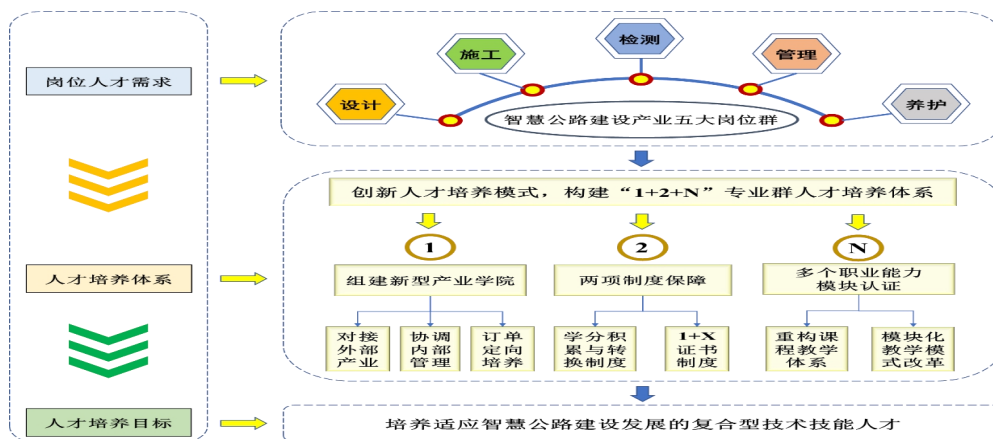 岗位人才需求
设计
施工
检测
管理
养护
智慧公路建设产业五大岗位群
人才培养体系
创新人才培养模式，构建“1+2+N”专业群人才培养体系
1
2
N
组建新型产业学院
两项制度保障
多个职业能力
模块认证
对接
外部
产业
协调
内部
管理
订单
定向
培养
学分积
累与转
换制度
1+X
证书
制度
重构课
程教学
体系
模块化
教学模
式改革
人才培养目标
培养适应智慧公路建设发展的复合型技术技能人才